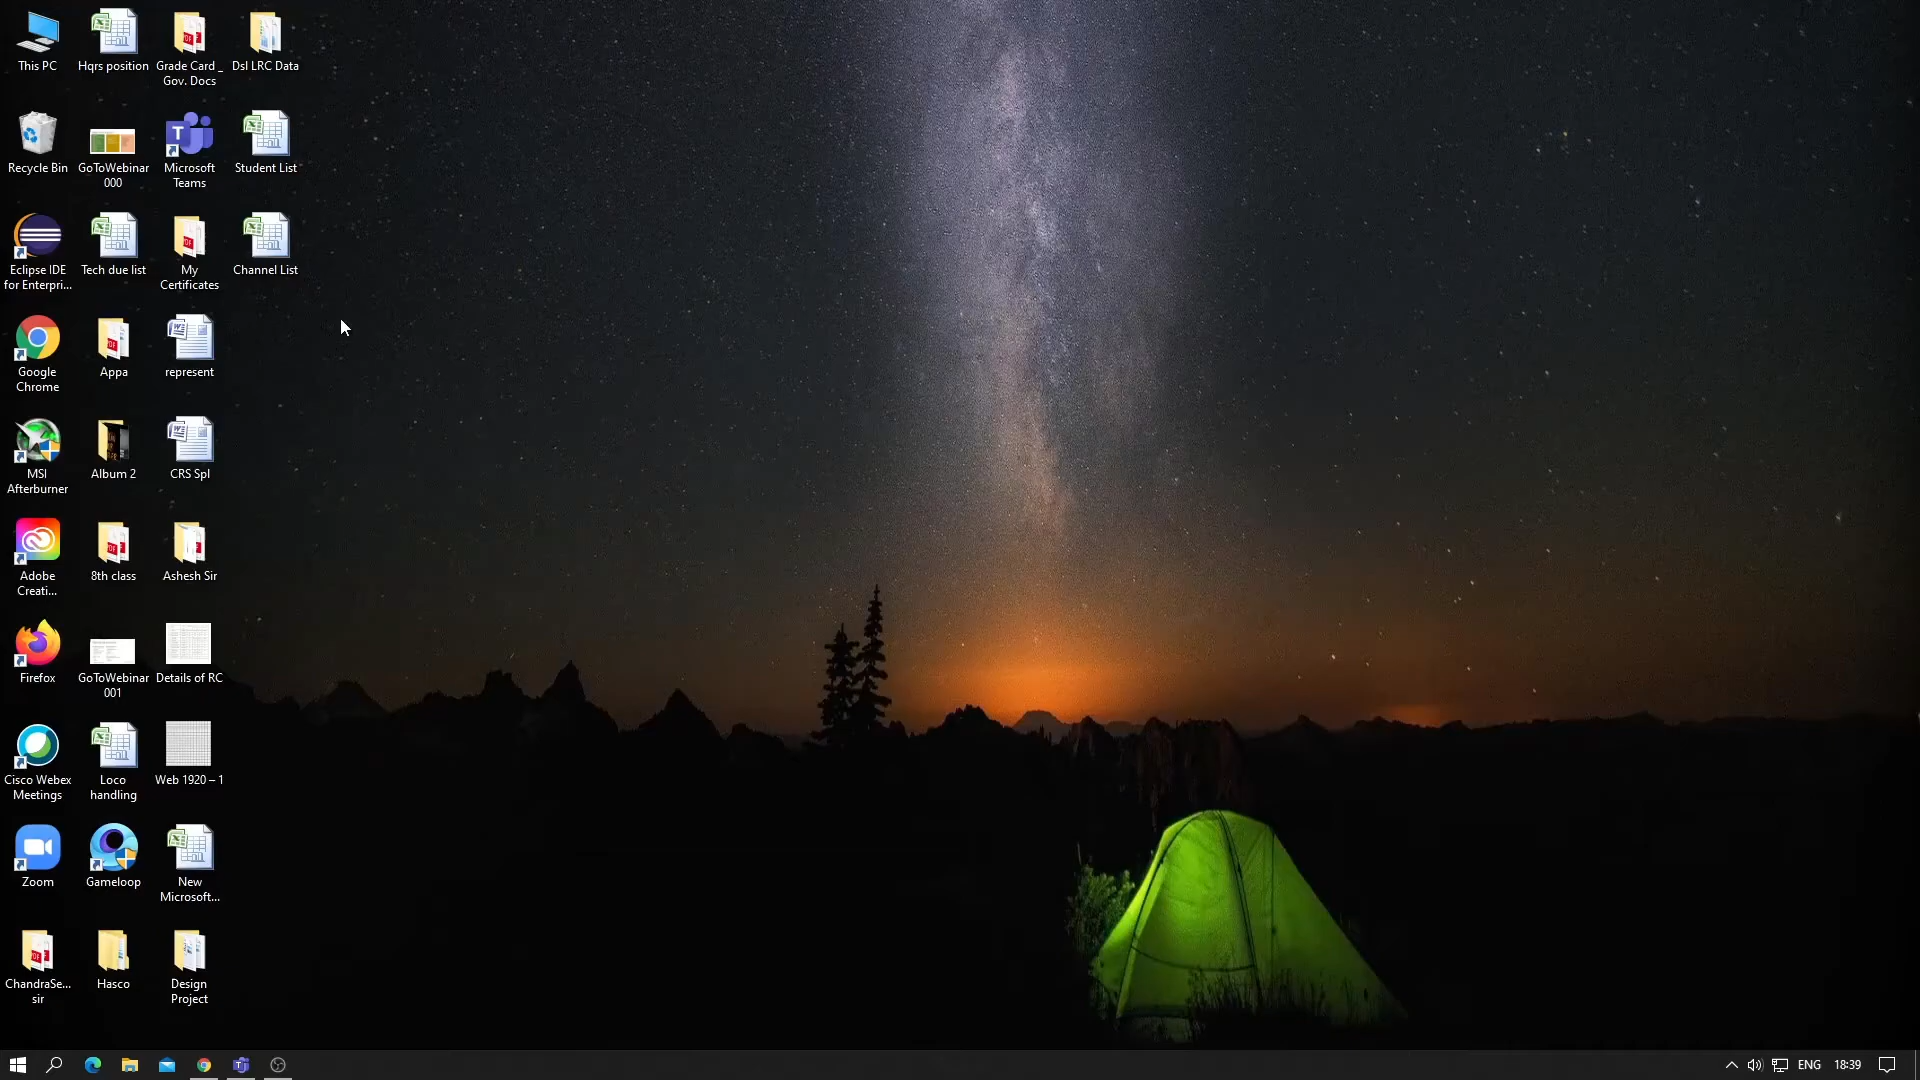 This PC
Hqrs position
Grade Card _
Gov. Docs
Dsl LRC Data
Recycle Bin
GoToWebinar
000
Microsoft
Teams
Student List
Eclipse IDE
for Enterpri...
Tech due list
My
Certificates
Channel List
Google
Chrome
Appa
represent
MSI
Afterburner
Album 2
CRS Spl
Adobe
Creati...
8th class
Ashesh Sir
Firefox
GoToWebinar
001
Details of RC
Cisco Webex
Meetings
Loco
handling
Web 1920 – 1
Zoom
Gameloop
New
Microsoft...
ChandraSe...
sir
Hasco
Design
Project
ENG
18:39